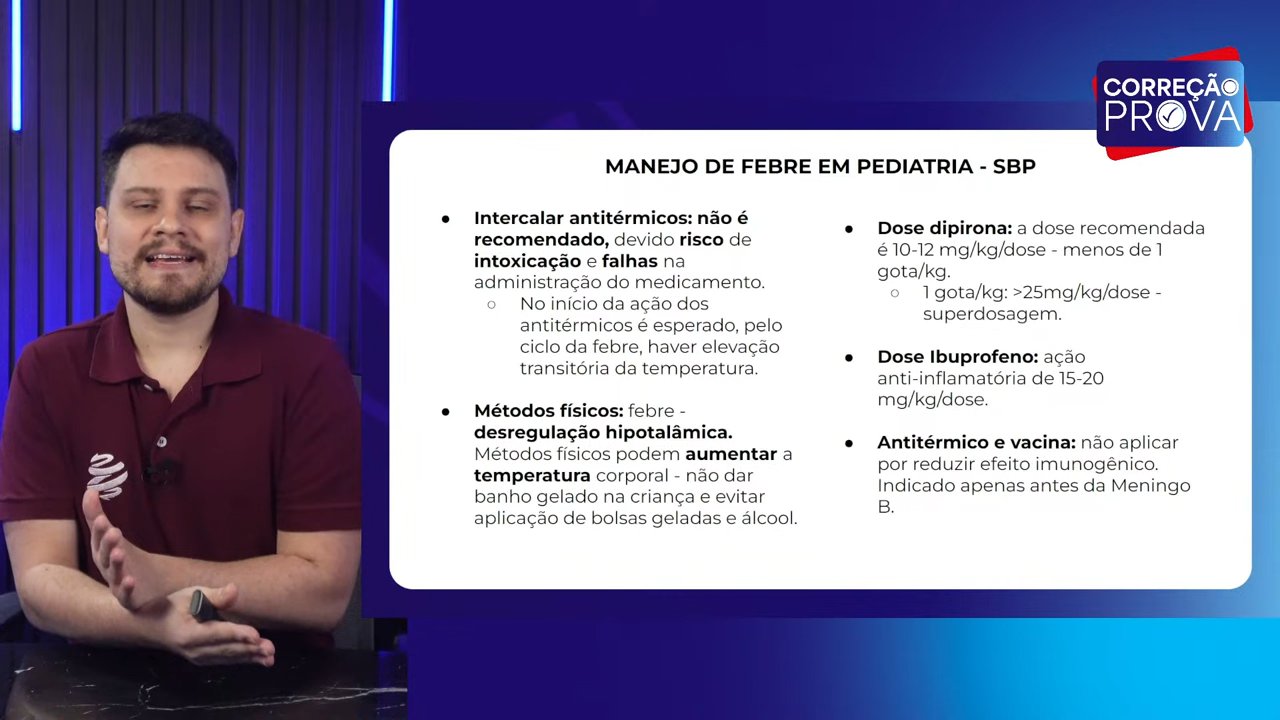 CORREÇÃO
PROVA
MANEJO DE FEBRE EM PEDIATRIA - SBP
● Intercalar antitérmicos: não é
recomendado, devido risco de
intoxicação e falhas na
administração do medicamento.
○ No início da ação dos
antitérmicos é esperado, pelo
ciclo da febre, haver elevação
transitória da temperatura.
● Métodos físicos: febre -
desregulação hipotalâmica.
Métodos físicos podem aumentar a
temperatura corporal - não dar
banho gelado na criança e evitar
aplicação de bolsas geladas e álcool.
● Dose dipirona: a dose recomendada
é 10-12 mg/kg/dose - menos de 1
gota/kg.
○ 1 gota/kg: >25mg/kg/dose -
superdosagem.
● Dose Ibuprofeno: ação
anti-inflamatória de 15-20
mg/kg/dose.
● Antitérmico e vacina: não aplicar
por reduzir efeito imunogênico.
Indicado apenas antes da Meningo
B.